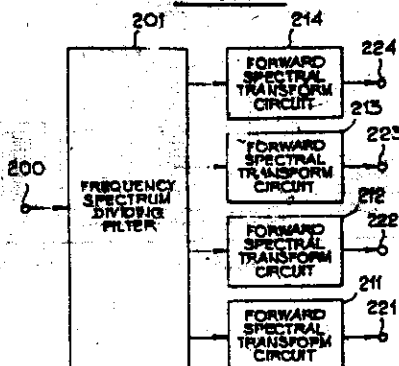 201
214
224
FORWARD
SPECTRAL
TRANSFORM
CIRCUIT
213
223
FORWARD
SPECTRAL
TRANSFORM
CIRCUIT
200
FREQUENCY
SPECTRUM
DIVIDING
FILTER
212
222
FORWARD
SPECTRAL
TRANSFORM
CIRCUIT
211
221
FORWARD
SPECTRAL
TRANSFORM
CIRCUIT